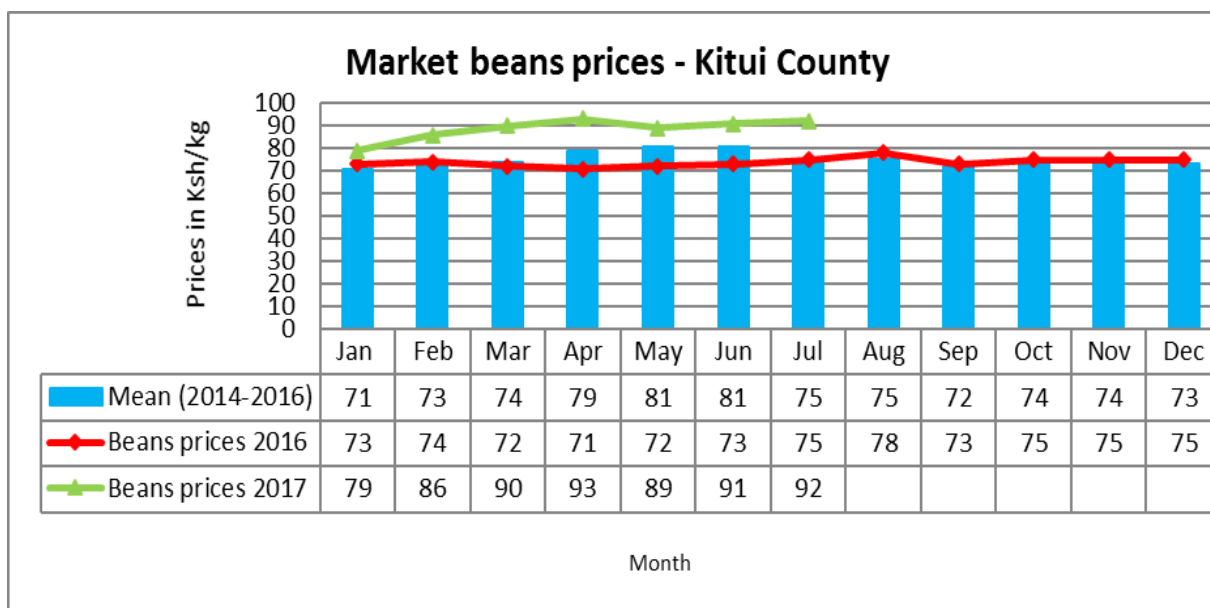 Market beans prices - Kitui County
Prices in Ksh/kg
100
90
80
70
60
50
40
30
20
10
0
Jan Feb Mar Apr May Jun Jul Aug Sep Oct Nov Dec
Mean (2014-2016) 71 73 74 79 81 81 75 75 72 74 74 73
Beans prices 2016 73 74 72 71 72 73 75 78 73 75 75 75
Beans prices 2017 79 86 90 93 89 91 92
Month